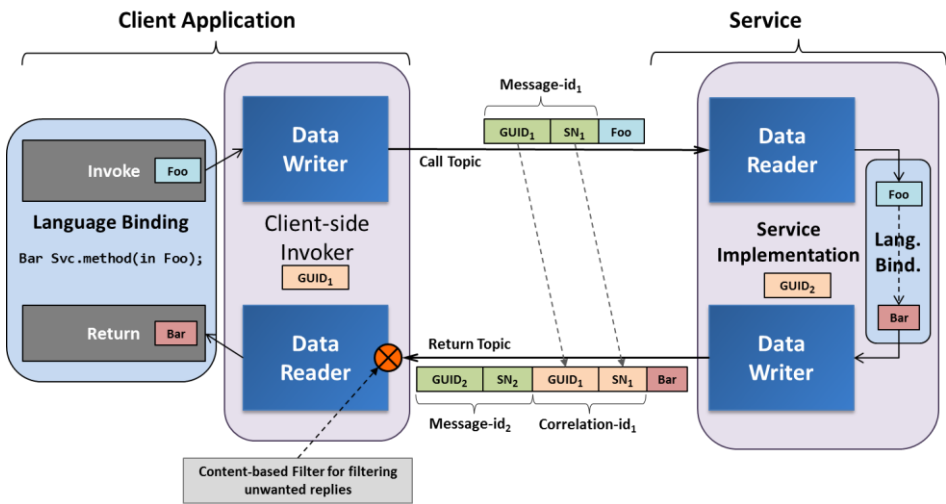 Client Application
Service
Message-id₁
GUID₁ SN₁ Foo
Data
Writer
Data
Reader
Invoke Foo
Call Topic
Foo
Language Binding
Bar Svc.method(in Foo);
Client-side
Invoker
GUID₁
Service
Implementation
GUID₂
Lang.
Bind.
Return Bar
Bar
Return Topic
Data
Reader
Data
Writer
GUID₂ SN₂ GUID₁ SN₁ Bar
Message-id₂ Correlation-id₁
Content-based Filter for filtering
unwanted replies